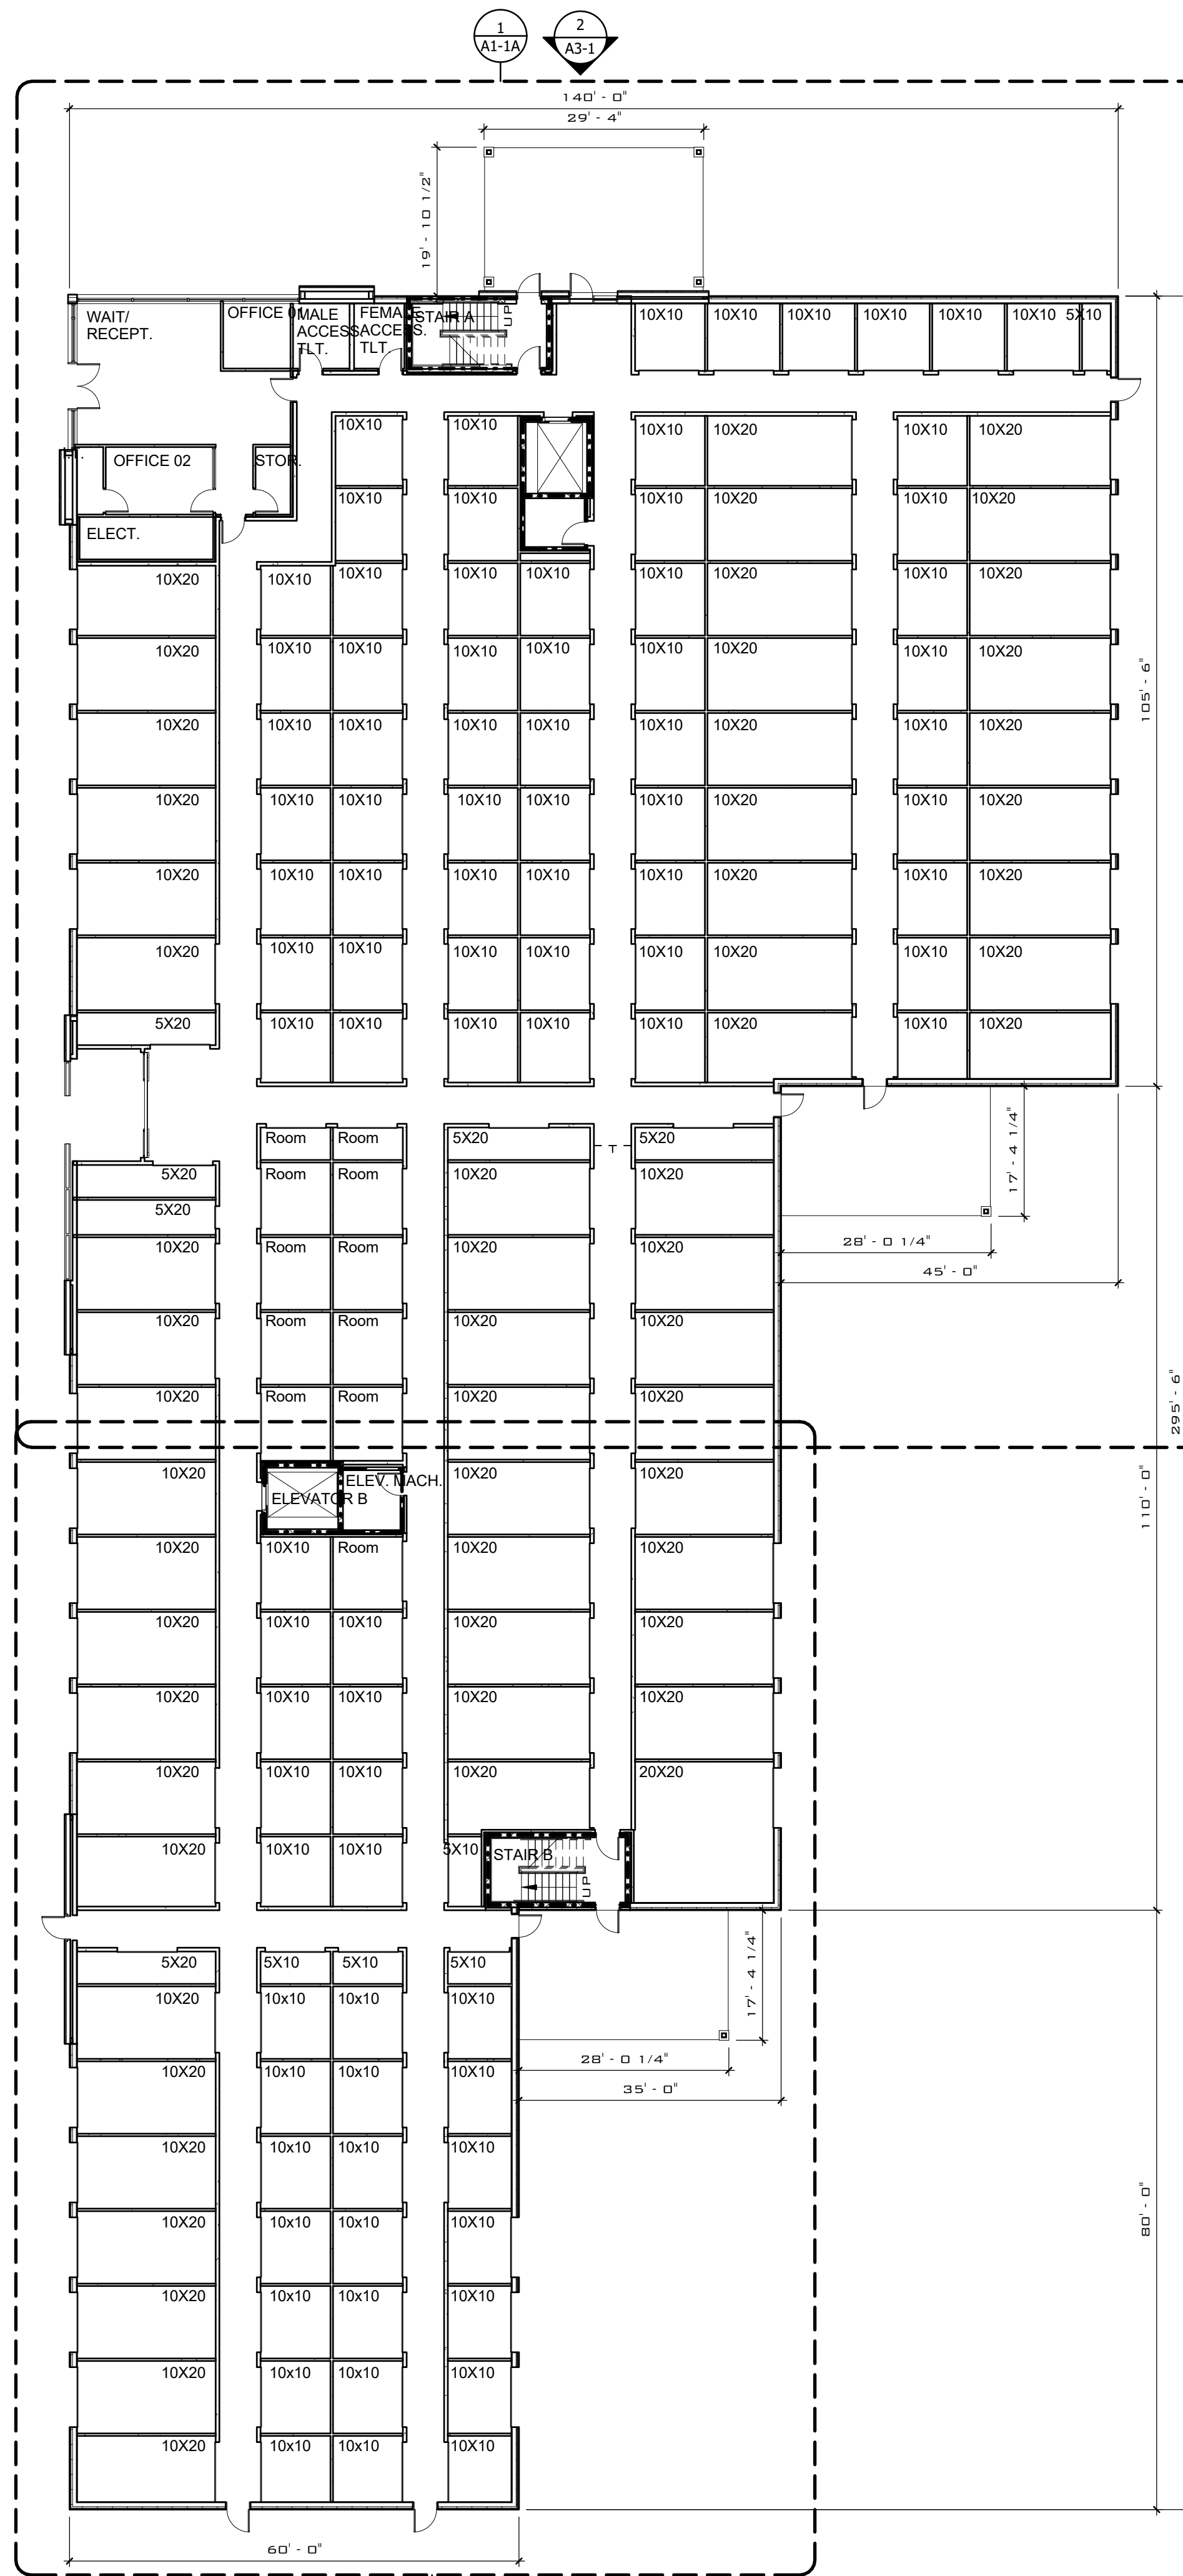 1
A1-1A
2
A3-1
140' - 0"
29' - 4"
19' - 10 1/2"
WAIT/
RECEPT.
OFFICE 01
MALE
ACCESS.
TLT.
FEMALE
ACCESS.
TLT
STAIR A
UP
10X10 10X10 10X10 10X10 10X10 10X10 5X10
10X10 10X10 10X10 10X20 10X10 10X20
OFFICE 02
STOR.
10X10 10X10 10X10 10X20 10X10 10X20
ELECT.
10X20 10X10 10X10 10X10 10X10 10X10 10X20 10X10 10X20
10X20 10X10 10X10 10X10 10X10 10X10 10X20 10X10 10X20
105' - 6"
10X20 10X10 10X10 10X10 10X10 10X10 10X20 10X10 10X20
10X20 10X10 10X10 10X10 10X10 10X10 10X20 10X10 10X20
10X20 10X10 10X10 10X10 10X10 10X10 10X20 10X10 10X20
10X20 10X10 10X10 10X10 10X10 10X10 10X20 10X10 10X20
5X20 10X10 10X10 10X10 10X10 10X10 10X20 10X10 10X20
Room Room 5X20 T 5X20
17' - 4 1/4"
5X20 Room Room 10X20 10X20
5X20
28' - 0 1/4"
10X20 Room Room 10X20 10X20
45' - 0"
10X20 Room Room 10X20 10X20
10X20 Room Room 10X20 10X20
295' - 6"
10X20 ELEVATOR B ELEV. MACH. 10X20 10X20
110' - 0"
10X20 10X10 Room 10X20 10X20
10X20 10X10 10X10 10X20 10X20
10X20 10X10 10X10 10X20 10X20
10X20 10X10 10X10 10X20 20X20
10X20 10X10 10X10 5X10 STAIR B
UP
5X20 5X10 5X10 5X10
17' - 4 1/4"
10X20 10x10 10x10 10X10
28' - 0 1/4"
10X20 10x10 10x10 10X10
35' - 0"
10X20 10x10 10x10 10X10
80' - 0"
10X20 10x10 10x10 10X10
10X20 10x10 10x10 10X10
10X20 10x10 10x10 10X10
10X20 10x10 10x10 10X10
60' - 0"